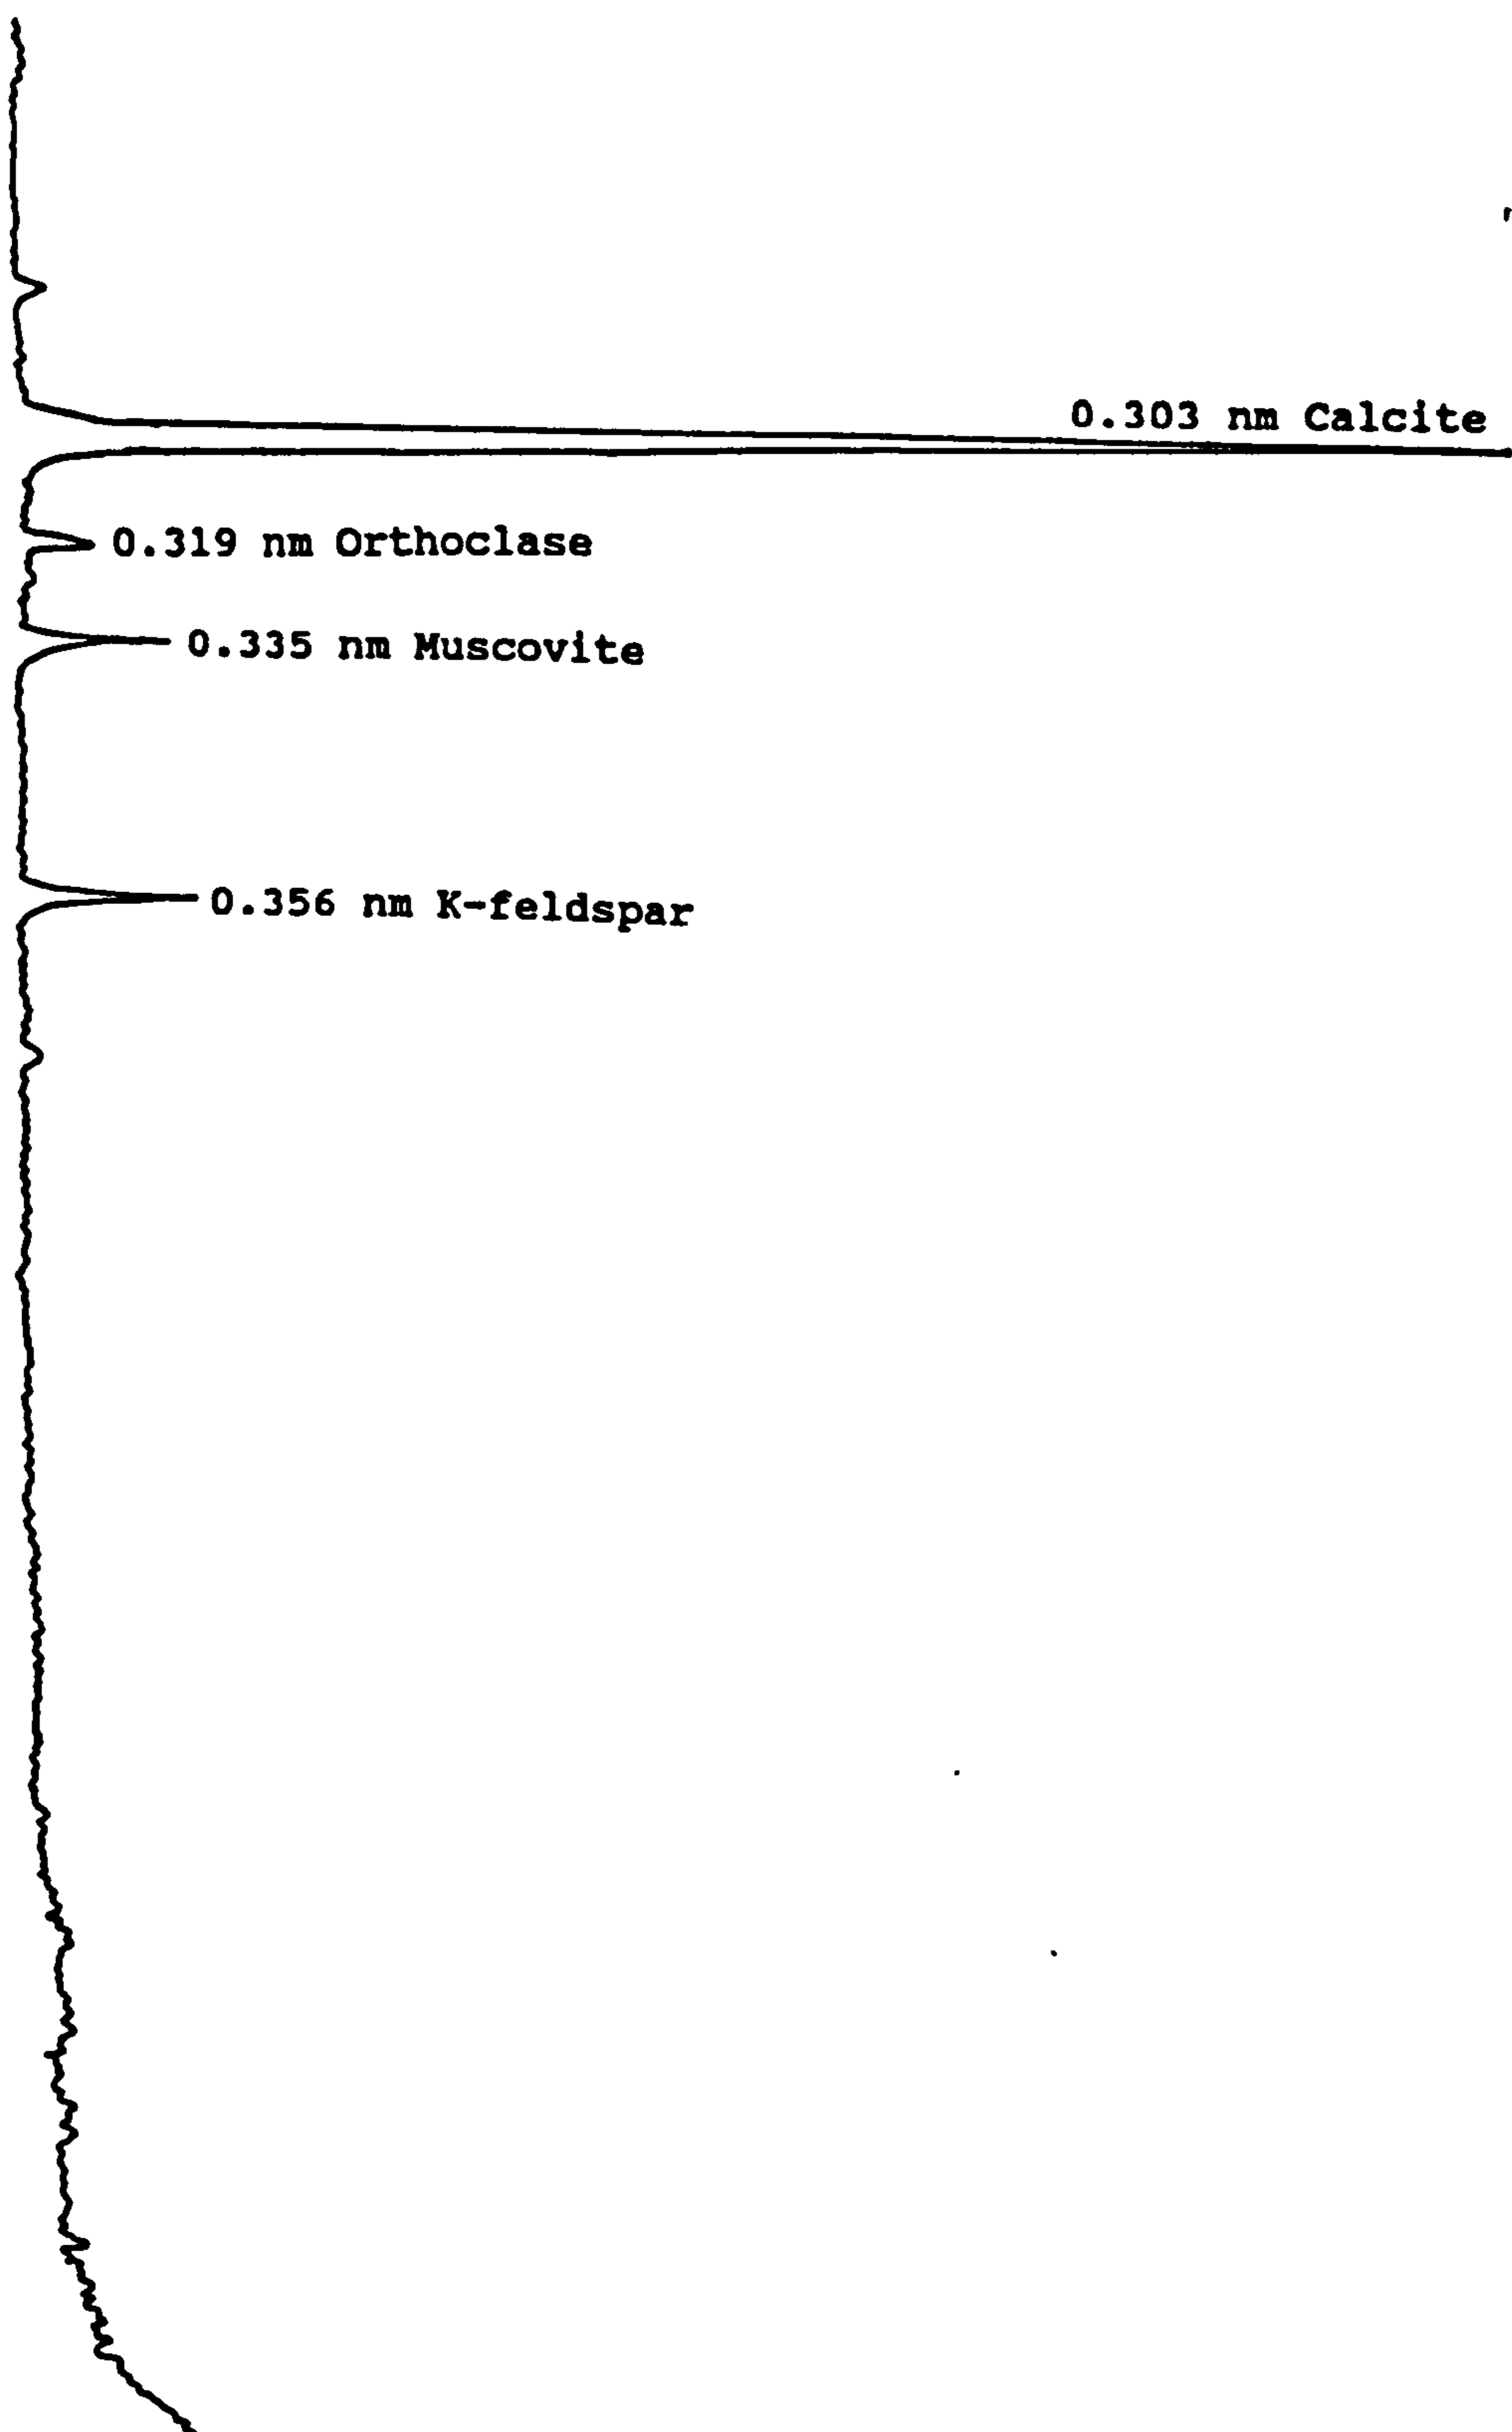 0.303 nm Calcite
0.319 nm Orthoclase
0.335 nm Muscovite
0.356 nm K-feldspar